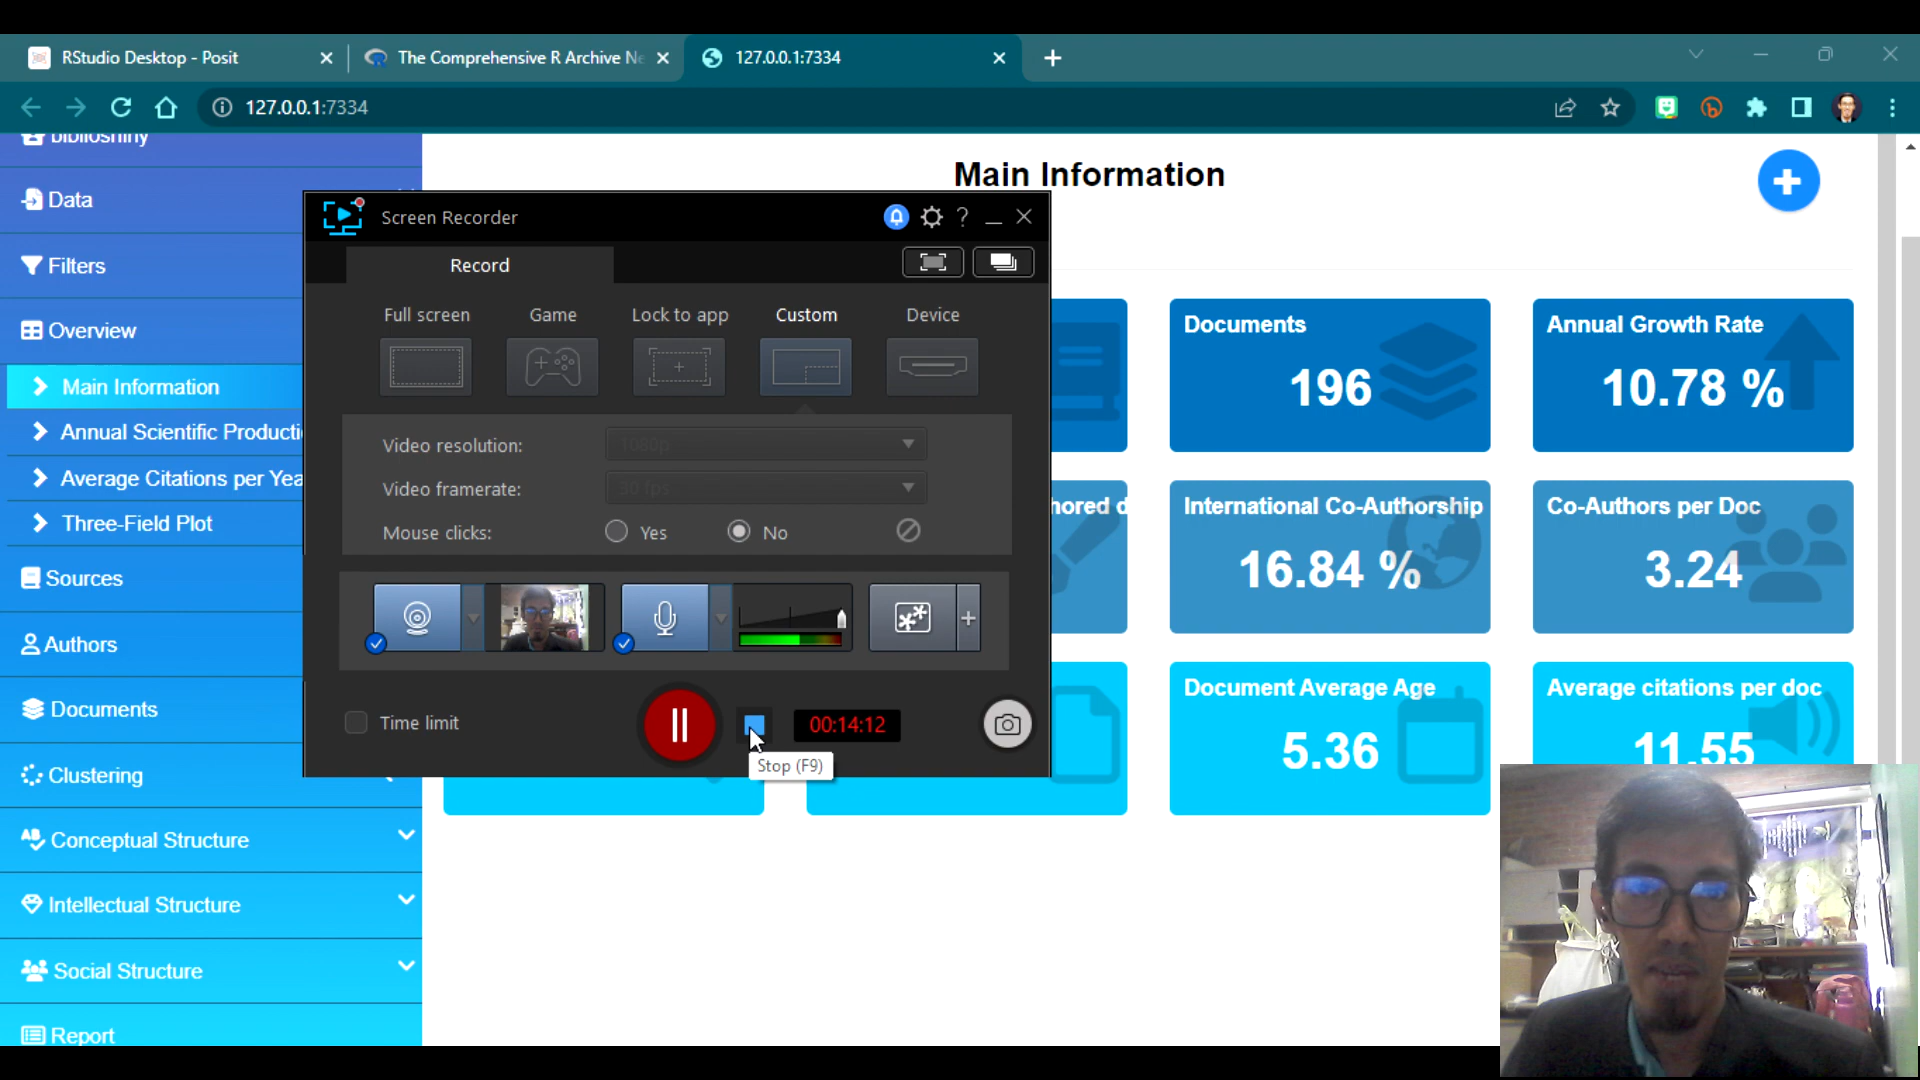 RStudio Desktop - Posit
The Comprehensive R Archive Ne
127.0.0.1:7334
127.0.0.1:7334
biblioshiny
Data
Filters
Overview
Main Information
Annual Scientific Producti
Average Citations per Yea
Three-Field Plot
Sources
Authors
Documents
Clustering
Conceptual Structure
Intellectual Structure
Social Structure
Report
Screen Recorder
Record
Full screen
Game
Lock to app
Custom
Device
Video resolution:
1080p
Video framerate:
30 fps
Mouse clicks:
Yes
No
Time limit
00:14:12
Stop (F9)
Main Information
Documents
196
Annual Growth Rate
10.78 %
hored d
International Co-Authorship
16.84 %
Co-Authors per Doc
3.24
Document Average Age
5.36
Average citations per doc
11.55